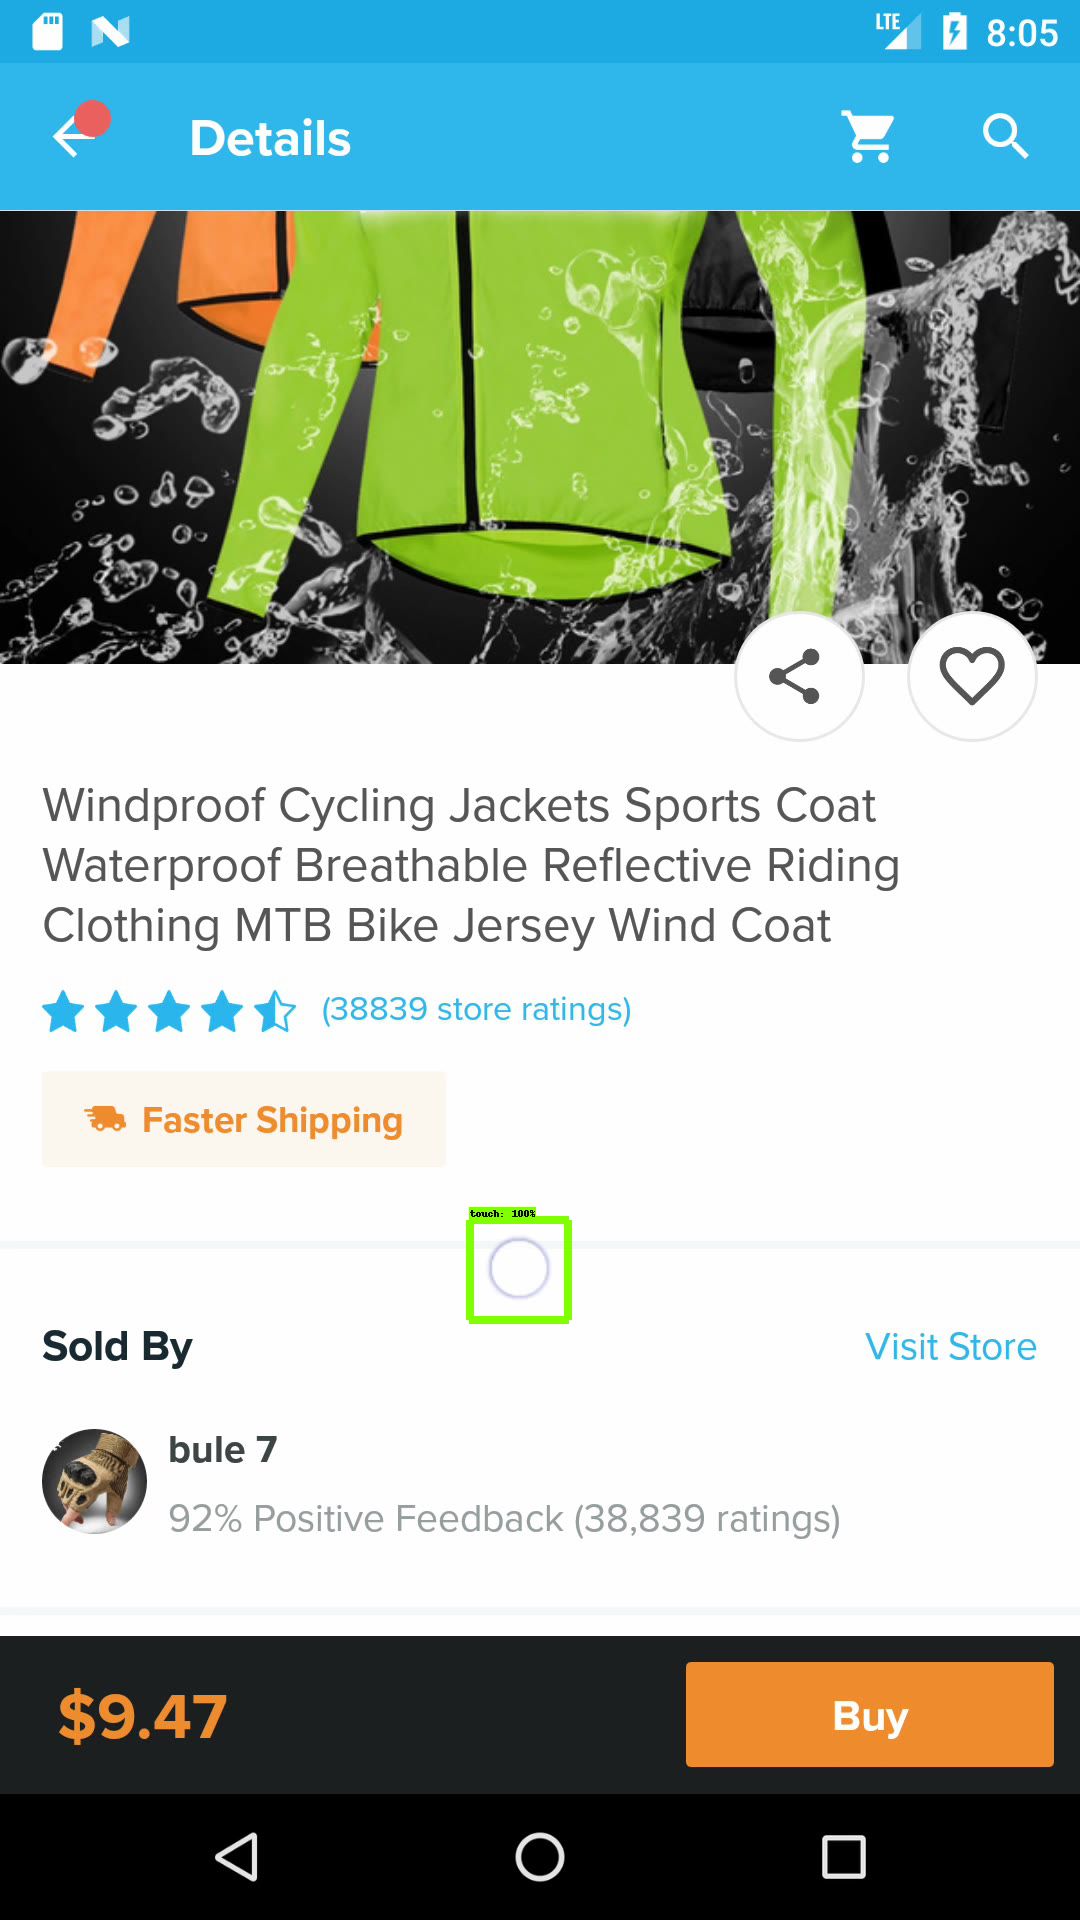 LTE 8:05
Details
Windproof Cycling Jackets Sports Coat
Waterproof Breathable Reflective Riding
Clothing MTB Bike Jersey Wind Coat
(38839 store ratings)
Faster Shipping
touch: 100%
Sold By
Visit Store
bule 7
92% Positive Feedback (38,839 ratings)
$9.47
Buy